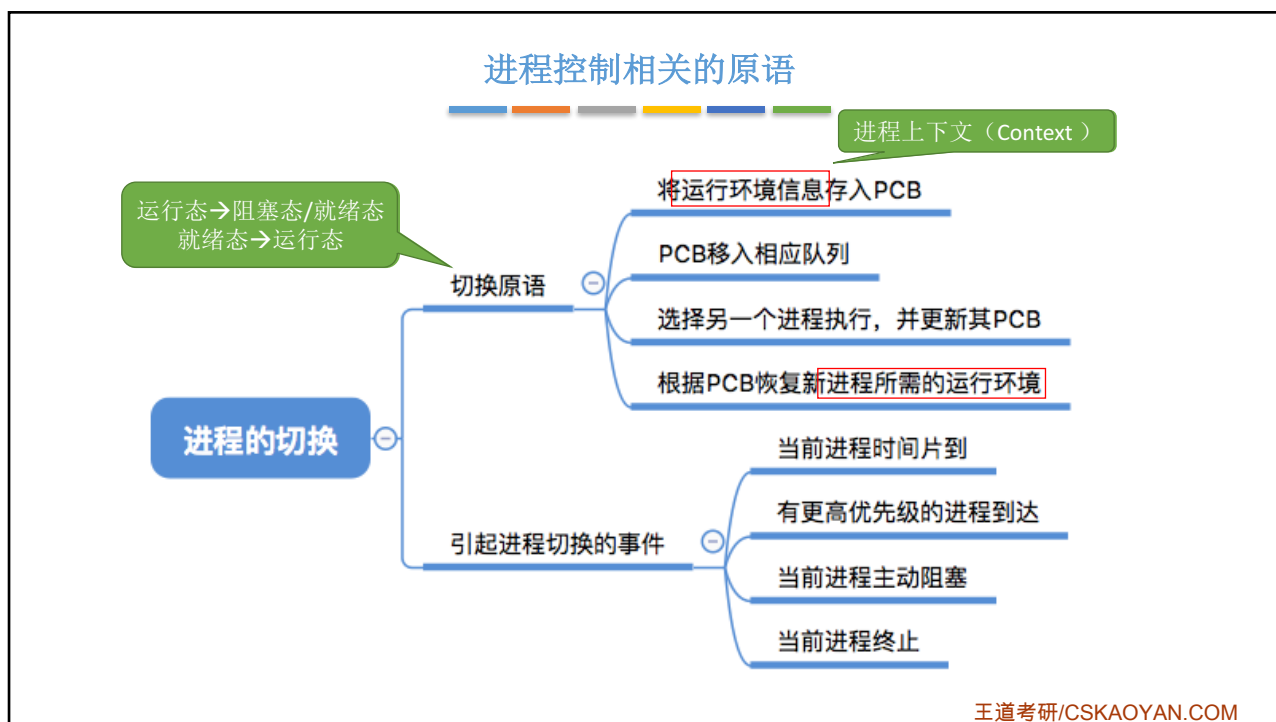 进程控制相关的原语
进程上下文（Context ）
将运行环境信息存入PCB
运行态→阻塞态/就绪态
就绪态→运行态
PCB移入相应队列
切换原语
选择另一个进程执行，并更新其PCB
根据PCB恢复新进程所需的运行环境
进程的切换
当前进程时间片到
有更高优先级的进程到达
引起进程切换的事件
当前进程主动阻塞
当前进程终止
王道考研/CSKAOYAN.COM